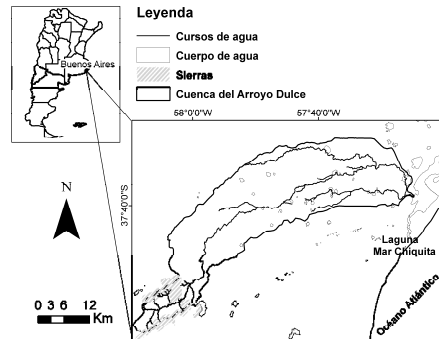 Leyenda
Cursos de agua
Cuerpo de agua
Sierras
Cuenca del Arroyo Dulce
Buenos Aires
58°0'0"W
57°40'0"W
37°40'0"S
N
0 3 6 12
Km
Laguna
Mar Chiquita
Océano Atlántico